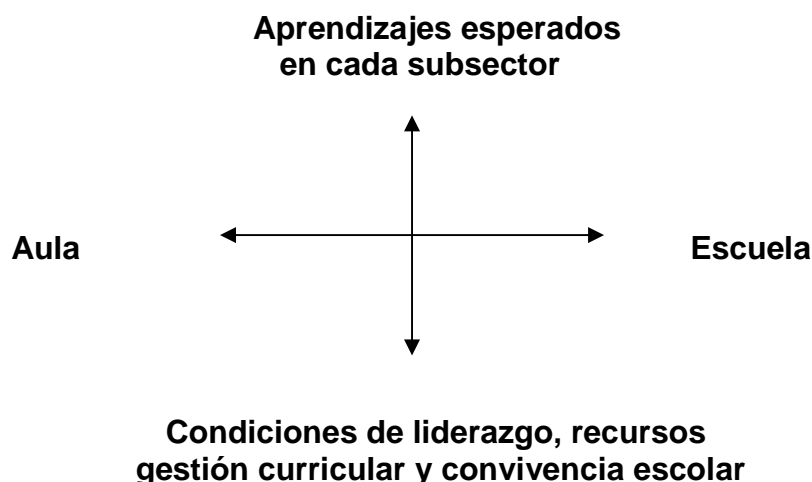 Aprendizajes esperados
en cada subsector
Aula
Escuela
Condiciones de liderazgo, recursos
gestión curricular y convivencia escolar